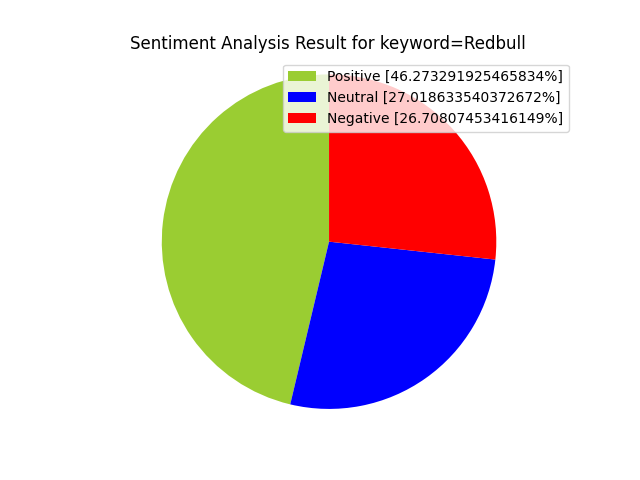 Sentiment Analysis Result for keyword=Redbull
Positive [46.273291925465834%]
Neutral [27.018633540372672%]
Negative [26.70807453416149%]